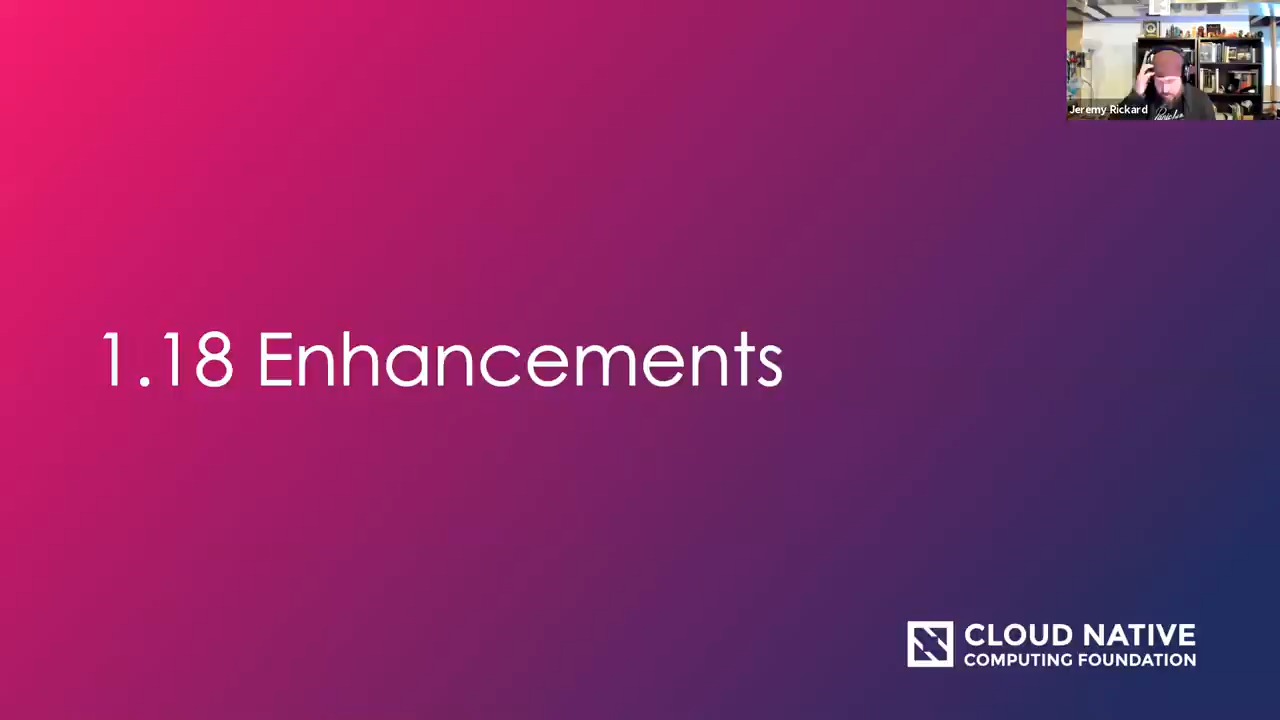 Jeremy Rickard
1.18 Enhancements
CLOUD NATIVE
COMPUTING FOUNDATION